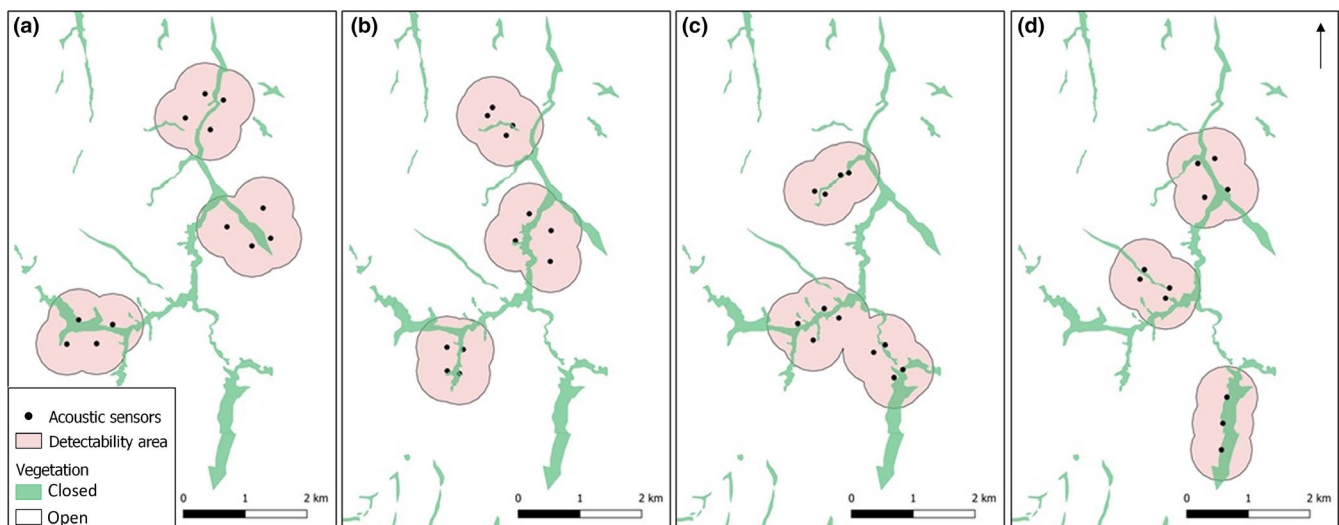 (a)
(b)
(c)
(d)
Acoustic sensors
Detectability area
Vegetation
Closed
Open
0 1 2 km
0 1 2 km
0 1 2 km
0 1 2 km